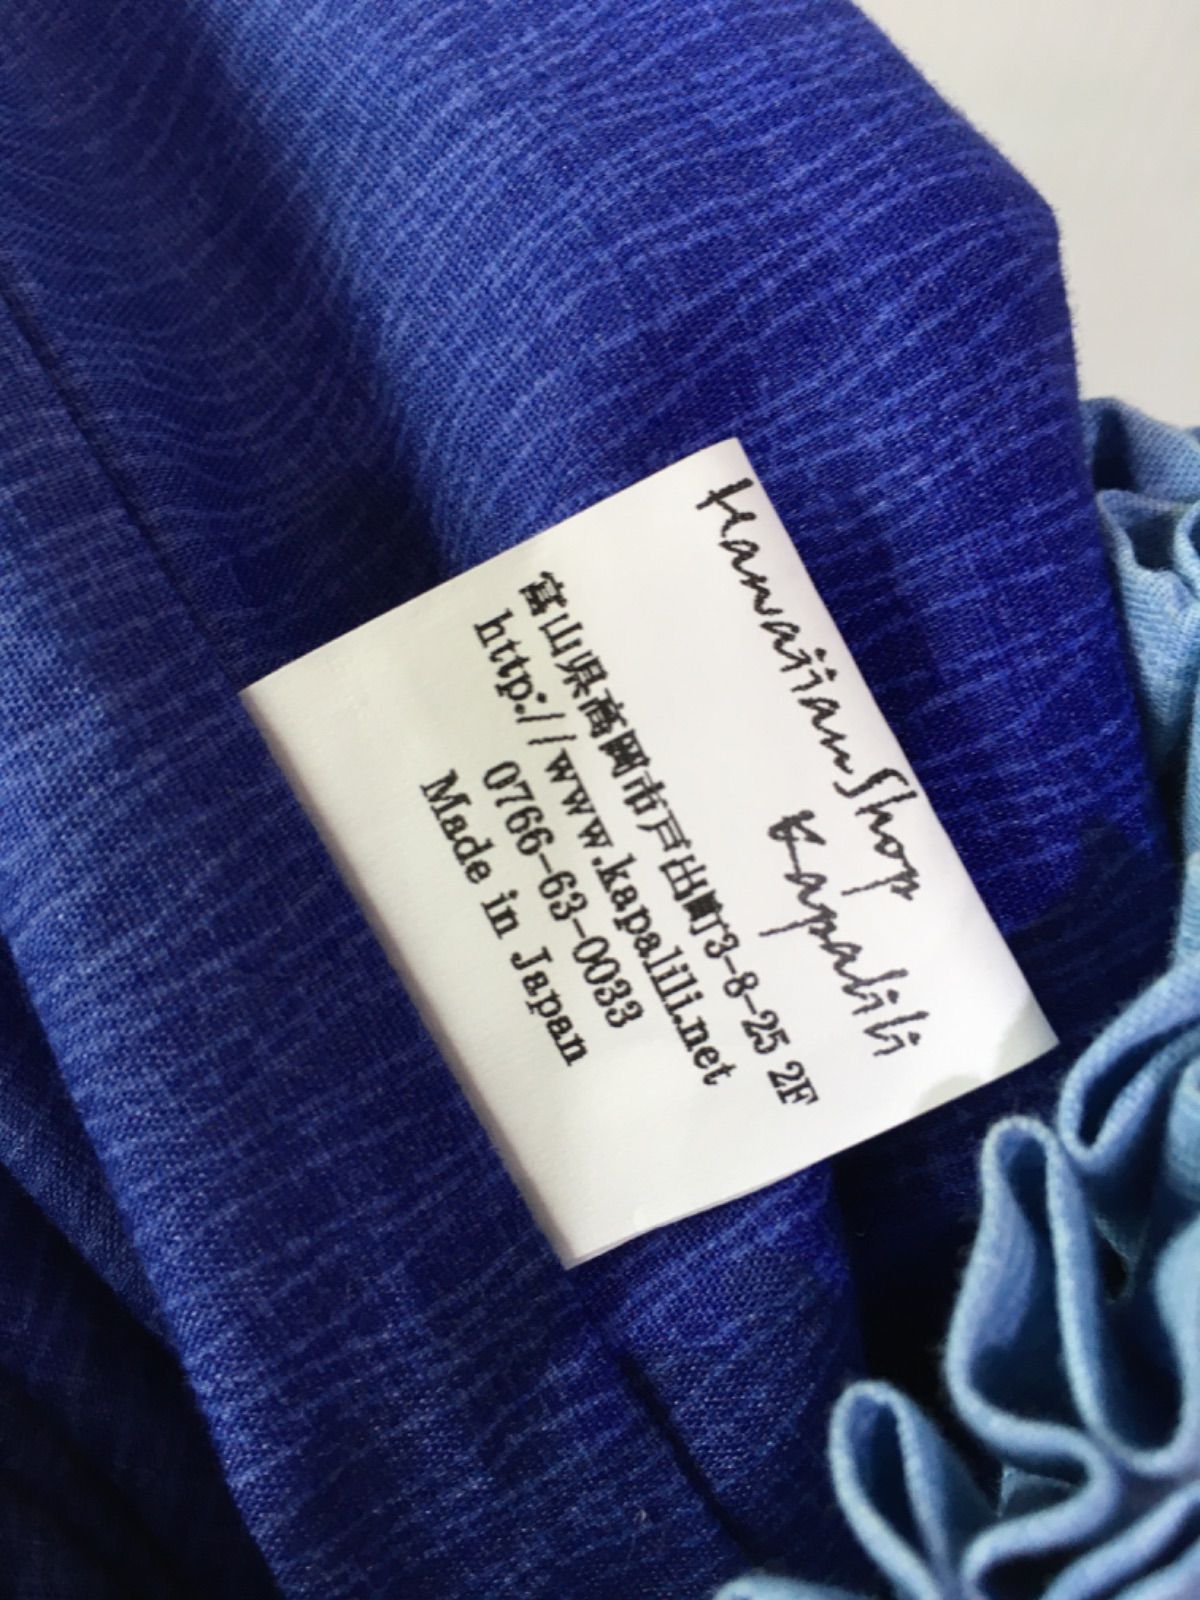 Hawaiian Shop
Kapalili
富山県高岡市戸出町3-8-25 2F
http://www.kapalili.net
0766-63-0033
Made in Japan